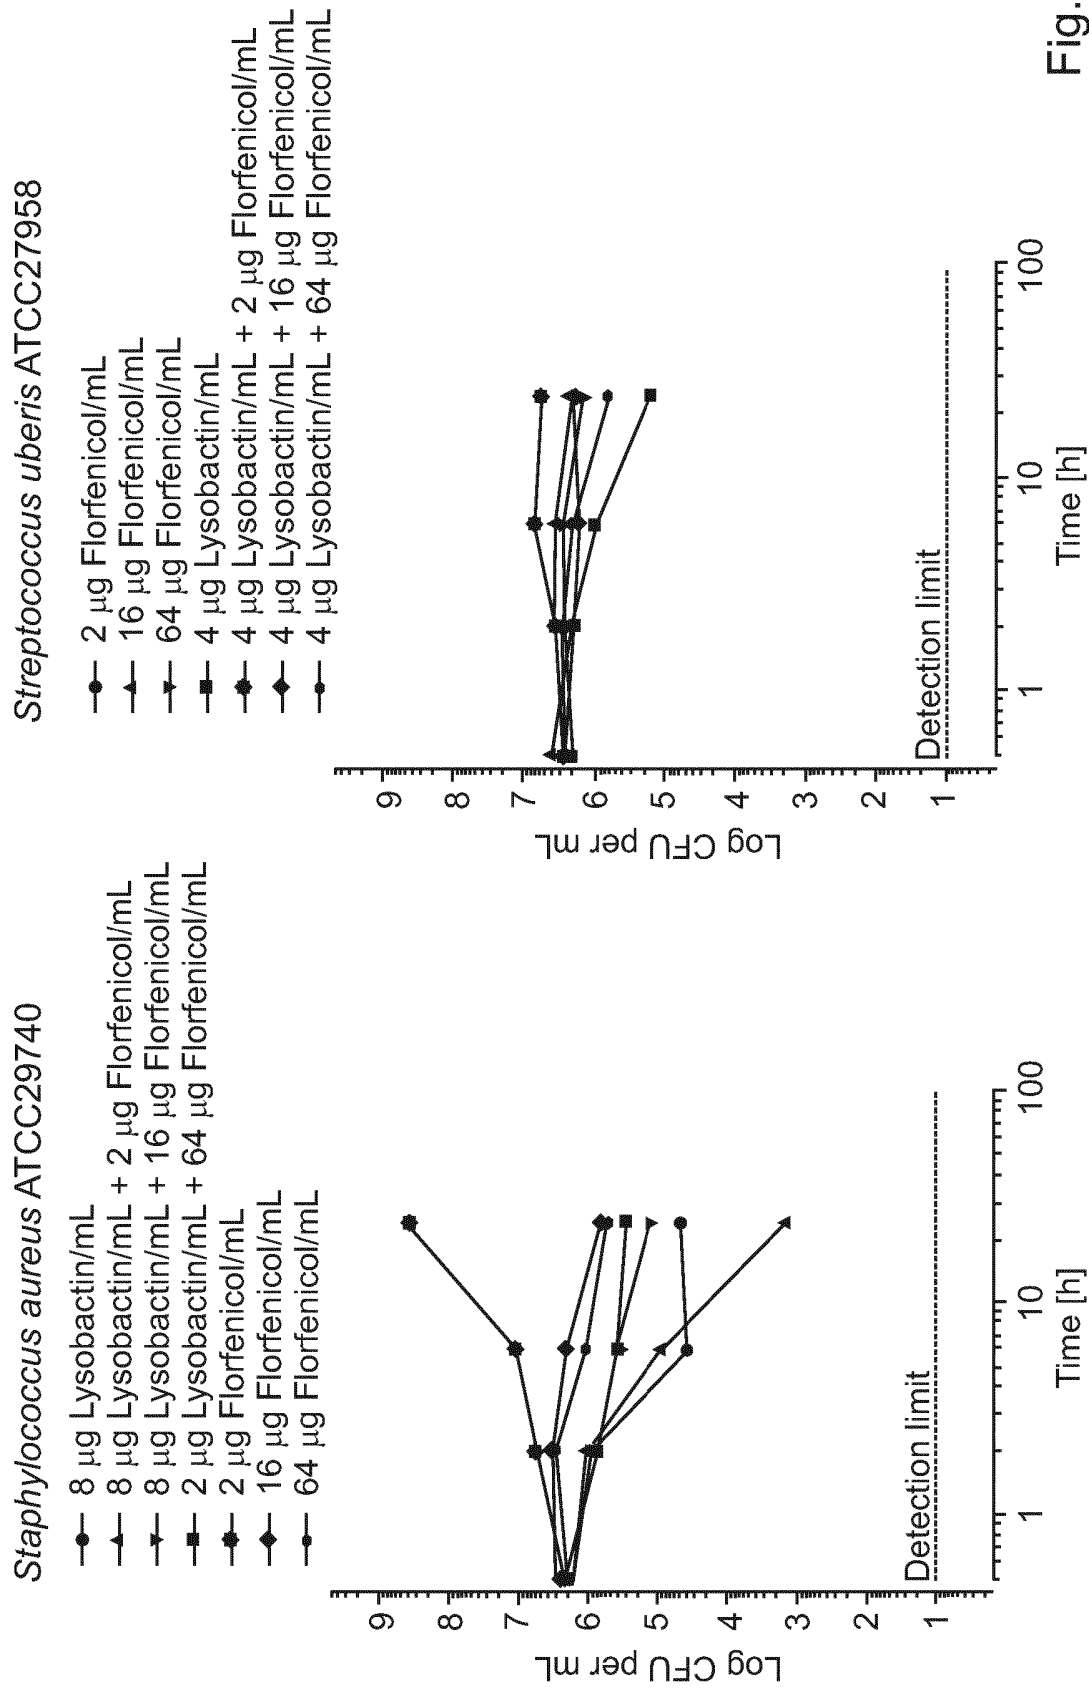 Staphylococcus aureus ATCC29740
8 µg Lysobactin/mL
8 µg Lysobactin/mL + 2 µg Florfenicol/mL
8 µg Lysobactin/mL + 16 µg Florfenicol/mL
2 µg Lysobactin/mL + 64 µg Florfenicol/mL
2 µg Florfenicol/mL
16 µg Florfenicol/mL
64 µg Florfenicol/mL
Log CFU per mL
9
8
7
6
5
4
3
2
1
Detection limit
1
10
100
Time [h]
Streptococcus uberis ATCC27958
2 µg Florfenicol/mL
16 µg Florfenicol/mL
64 µg Florfenicol/mL
4 µg Lysobactin/mL
4 µg Lysobactin/mL + 2 µg Florfenicol/mL
4 µg Lysobactin/mL + 16 µg Florfenicol/mL
4 µg Lysobactin/mL + 64 µg Florfenicol/mL
Log CFU per mL
9
8
7
6
5
4
3
2
1
Detection limit
1
10
100
Time [h]
Fig.